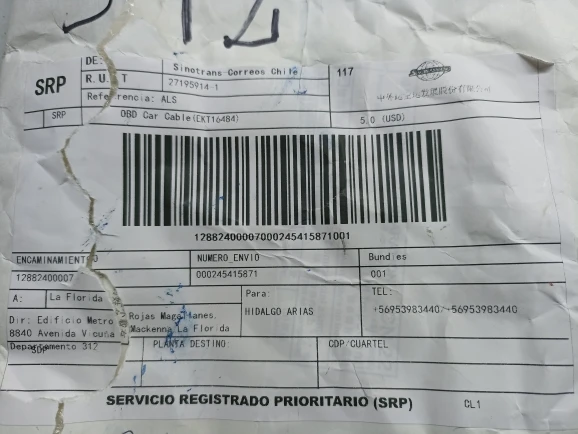 SRP
DE: Sinotrans-Correos Chile 117
R.U.T 27195914-1
Referencia: ALS
SRP OBD Car Cable(EKT16484) 5.0 (USD)
12882400007000245415871001
ENCAMINAMIENTO NUMERO_ENVIO Bundles
12882400007 000245415871 001
A: La Florida
Para: HIDALGO ARIAS
TEL: +56953983440/+56953983440
Dir: Edificio Metro Rojas Magallanes.
8840 Avenida Vicuña Mackenna La Florida
Departamento 312
SDP PLANTA DESTINO CDP/CUARTEL
SERVICIO REGISTRADO PRIORITARIO (SRP) CL1